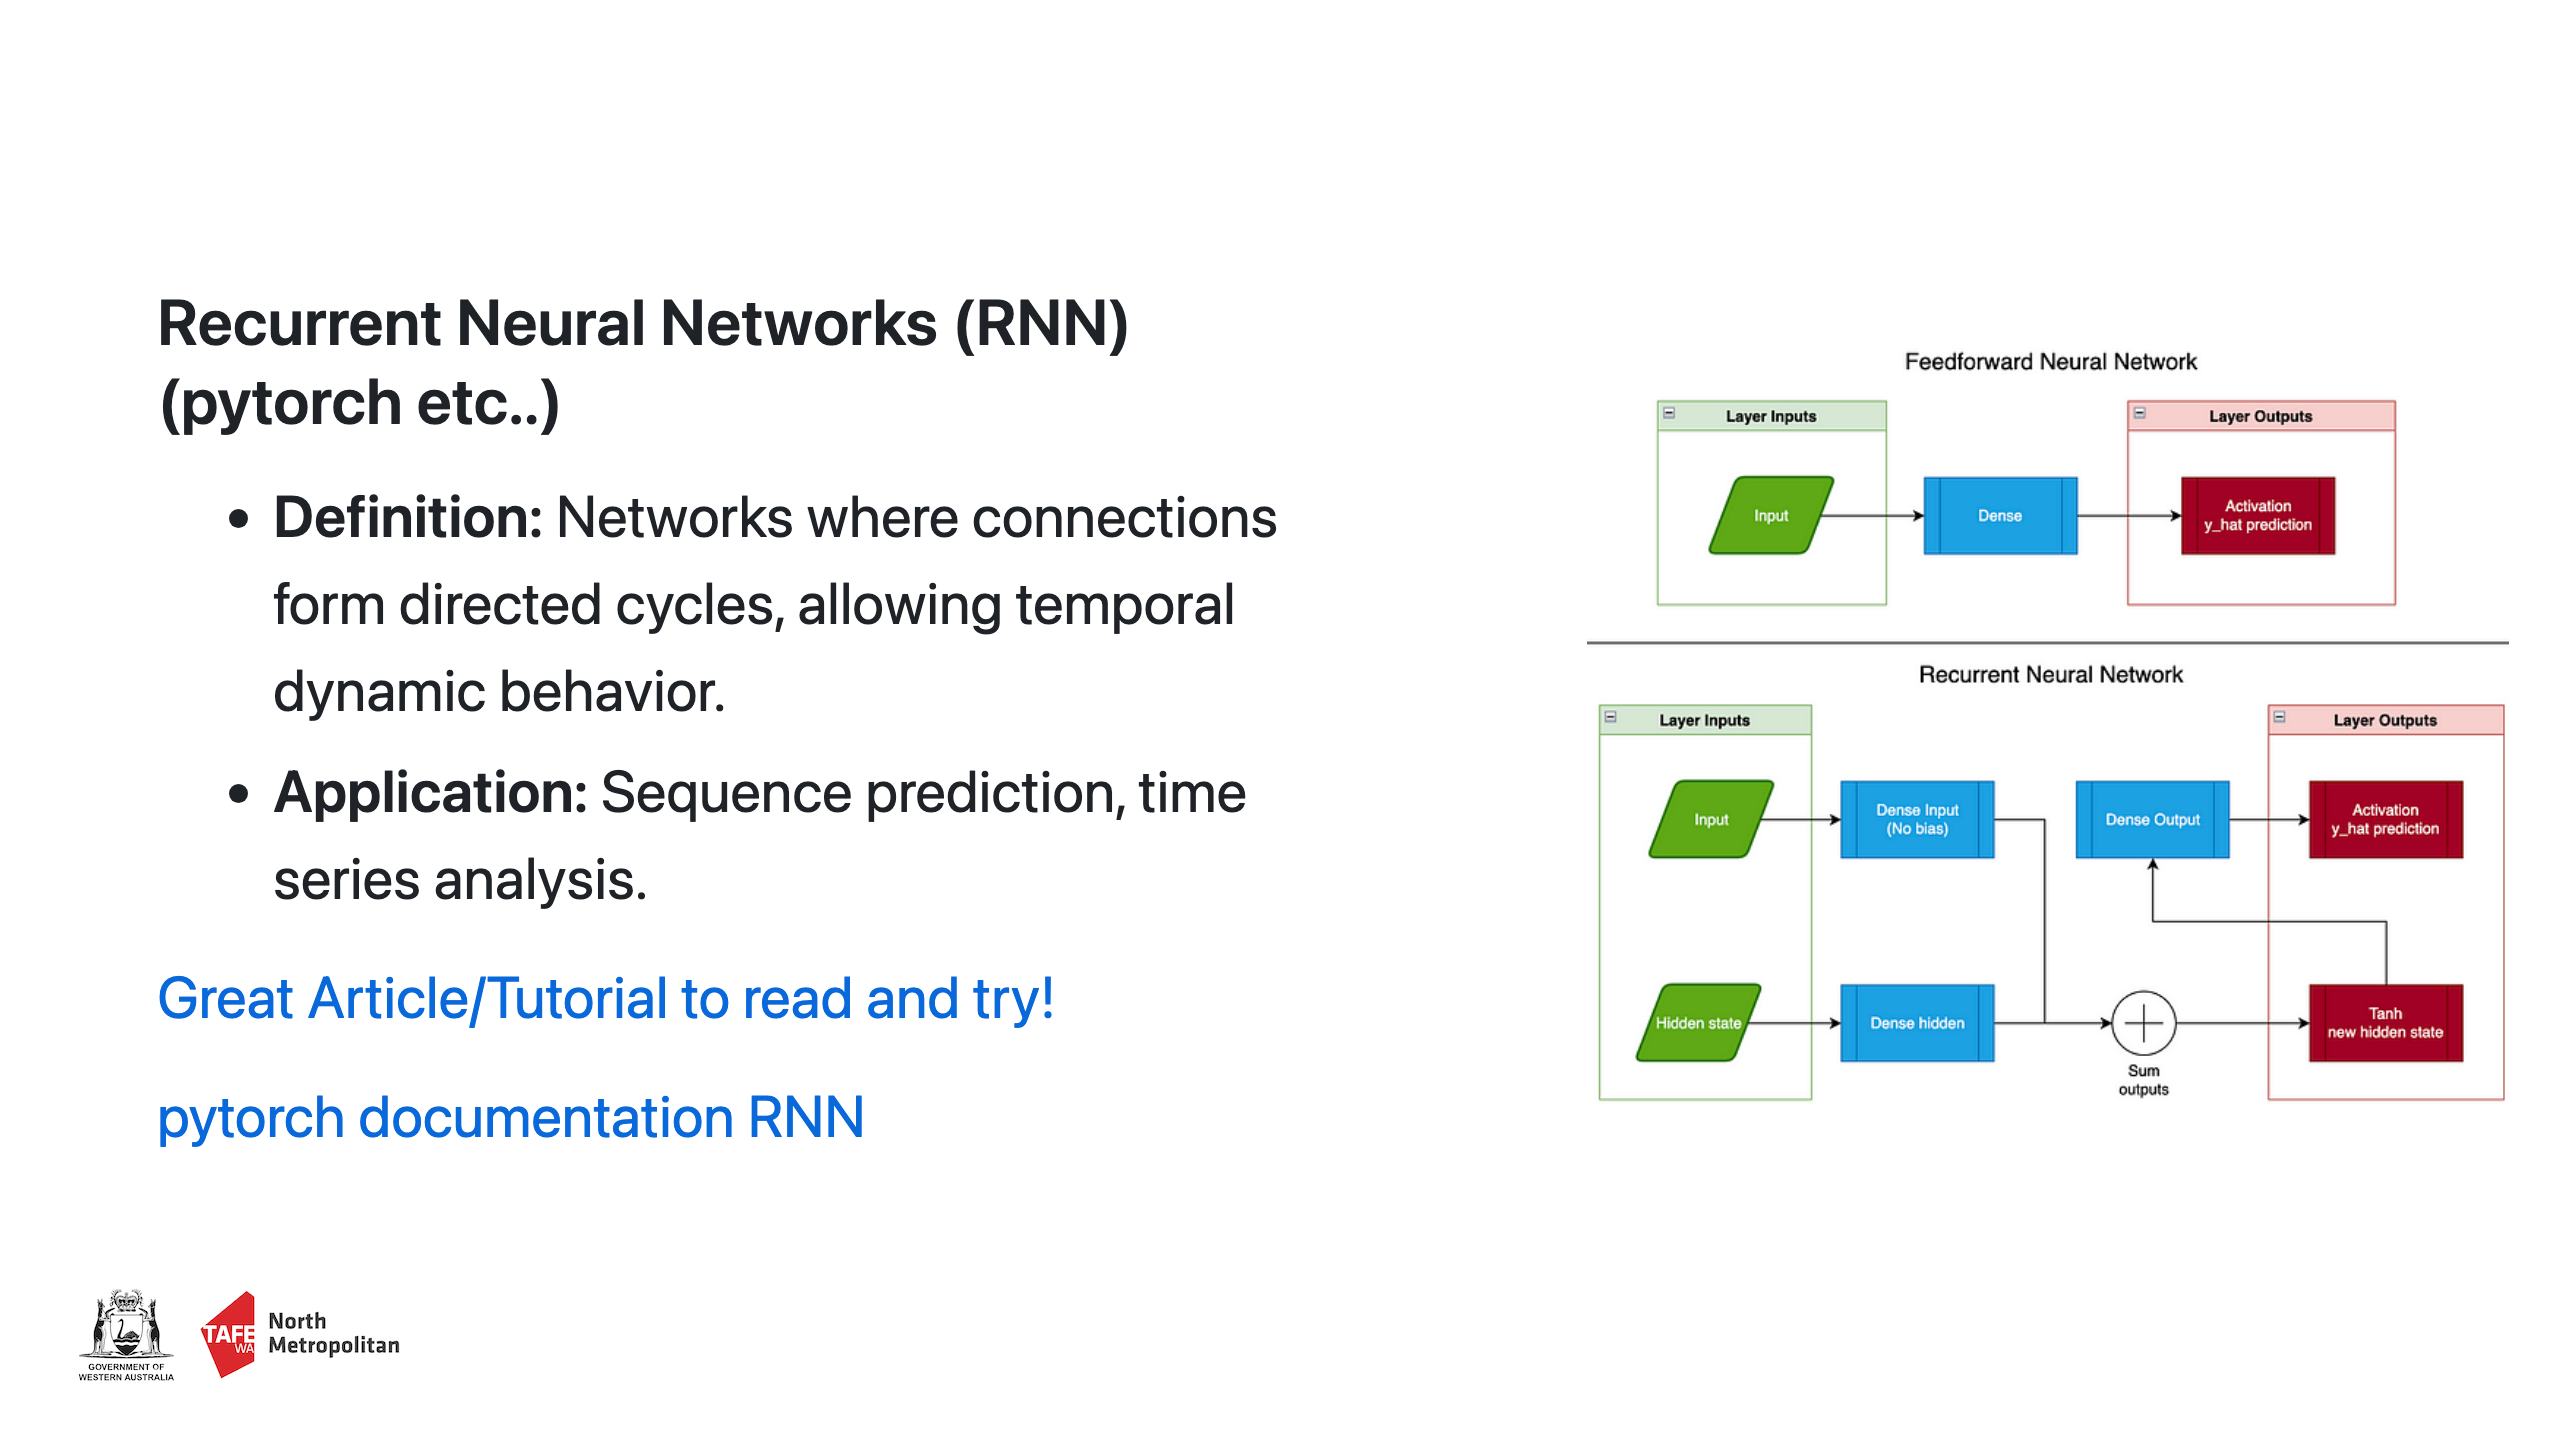 Recurrent Neural Networks (RNN)
(pytorch etc..)
• Definition: Networks where connections
form directed cycles, allowing temporal
dynamic behavior.
• Application: Sequence prediction, time
series analysis.
Great Article/Tutorial to read and try!
pytorch documentation RNN
Feedforward Neural Network
Layer Inputs
Layer Outputs
Input
Dense
Activation
y_hat prediction
Recurrent Neural Network
Layer Inputs
Layer Outputs
Input
Dense Input
(No bias)
Dense Output
Activation
y_hat prediction
Hidden state
Dense hidden
Sum
outputs
Tanh
new hidden state
GOVERNMENT OF
WESTERN AUSTRALIA
TAFE
WA
North
Metropolitan